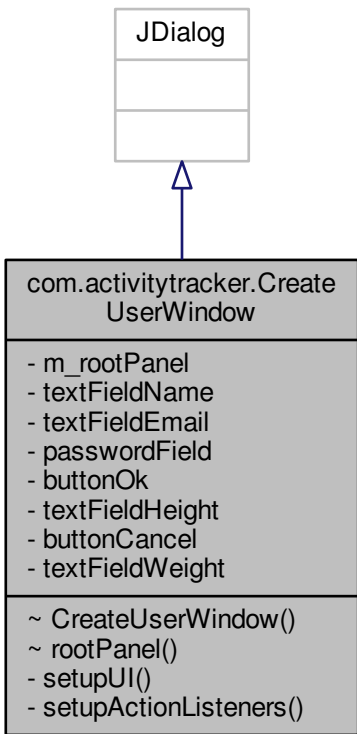 JDialog
com.activitytracker.Create
UserWindow
- m_rootPanel
- textFieldName
- textFieldEmail
- passwordField
- buttonOk
- textFieldHeight
- buttonCancel
- textFieldWeight
~ CreateUserWindow()
~ rootPanel()
- setupUI()
- setupActionListeners()